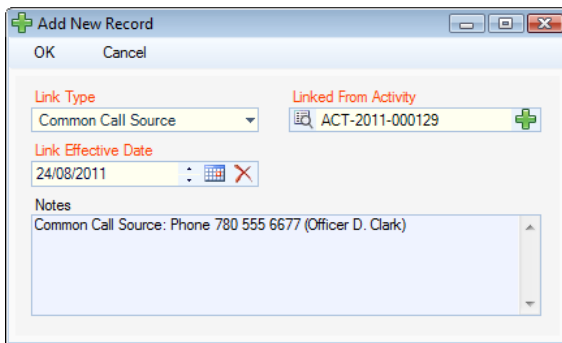 Add New Record
OK Cancel
Link Type Linked From Activity
Common Call Source ACT-2011-000129
Link Effective Date
24/08/2011
Notes
Common Call Source: Phone 780 555 6677 (Officer D. Clark)